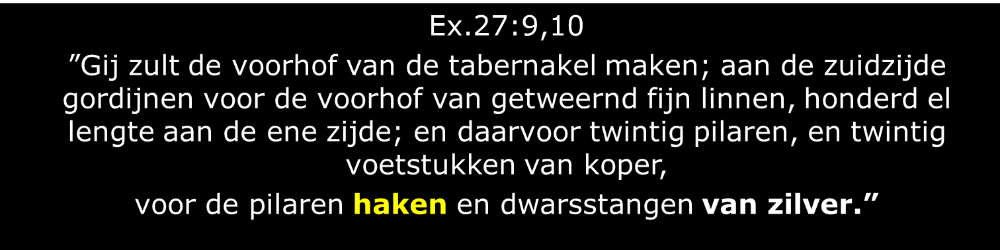 Ex.27:9,10
”Gij zult de voorhof van de tabernakel maken; aan de zuidzijde
gordijnen voor de voorhof van getweernd fijn linnen, honderd el
lengte aan de ene zijde; en daarvoor twintig pilaren, en twintig
voetstukken van koper,
voor de pilaren haken en dwarsstangen van zilver.”